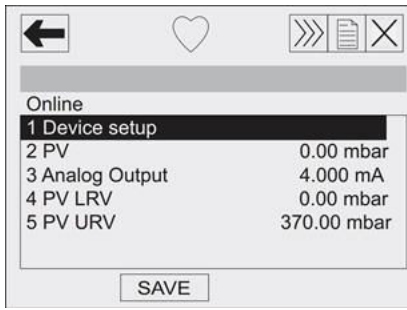 Online
1 Device setup
2 PV 0.00 mbar
3 Analog Output 4.000 mA
4 PV LRV 0.00 mbar
5 PV URV 370.00 mbar
SAVE